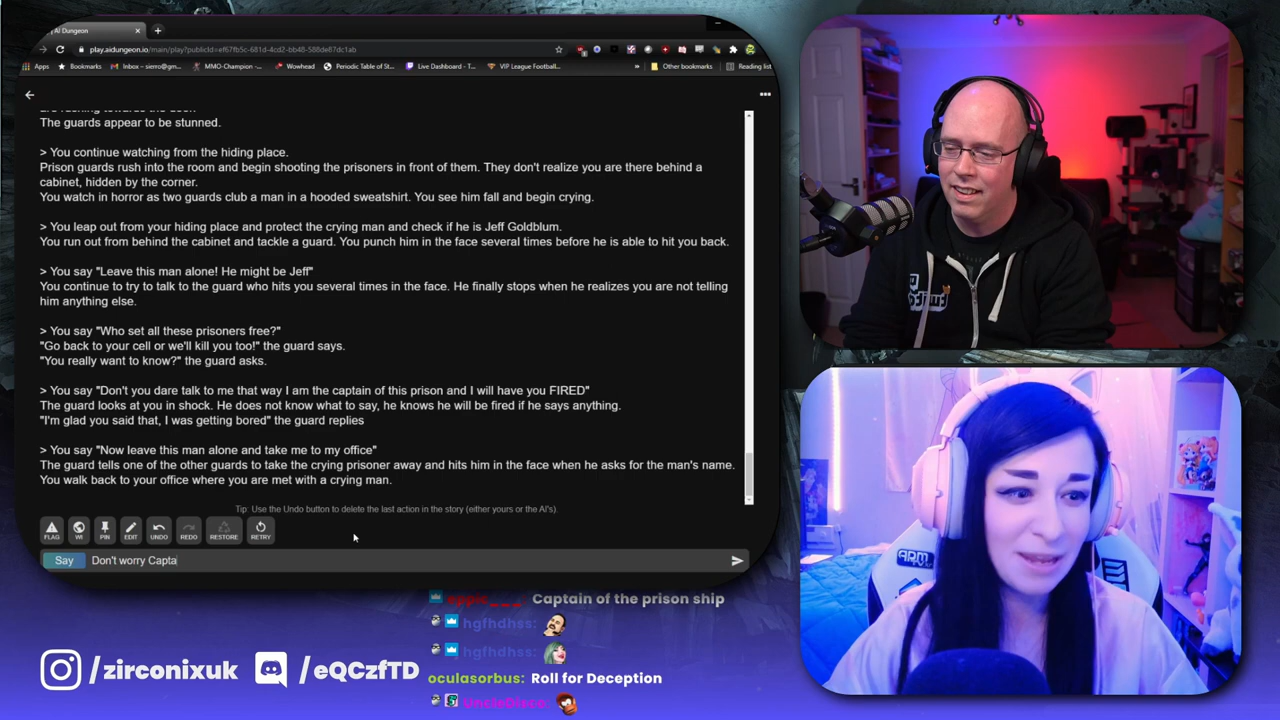 AI Dungeon
play.aidungeon.io/main/play?publicId=ef67fb5c-681d-4cd2-bb48-588de87dc1ab
Apps Bookmarks Inbox – sierro@gm... MMO-Champion -... Wowhead Periodic Table of St... Live Dashboard - T... VIP League Football... » Other bookmarks Reading list
The guards appear to be stunned.
> You continue watching from the hiding place.
Prison guards rush into the room and begin shooting the prisoners in front of them. They don't realize you are there behind a
cabinet, hidden by the corner.
You watch in horror as two guards club a man in a hooded sweatshirt. You see him fall and begin crying.
> You leap out from your hiding place and protect the crying man and check if he is Jeff Goldblum.
You run out from behind the cabinet and tackle a guard. You punch him in the face several times before he is able to hit you back.
> You say "Leave this man alone! He might be Jeff"
You continue to try to talk to the guard who hits you several times in the face. He finally stops when he realizes you are not telling
him anything else.
> You say "Who set all these prisoners free?"
"Go back to your cell or we'll kill you too!" the guard says.
"You really want to know?" the guard asks.
> You say "Don't you dare talk to me that way I am the captain of this prison and I will have you FIRED"
The guard looks at you in shock. He does not know what to say, he knows he will be fired if he says anything.
"I'm glad you said that, I was getting bored" the guard replies
> You say "Now leave this man alone and take me to my office"
The guard tells one of the other guards to take the crying prisoner away and hits him in the face when he asks for the man's name.
You walk back to your office where you are met with a crying man.
Tip: Use the Undo button to delete the last action in the story (either yours or the AI's).
FLAG WI PIN EDIT UNDO REDO RESTORE RETRY
Say Don't worry Capta
Captain of the prison ship
hgfhdhss:
hgfhdhss:
oculasorbus: Roll for Deception
UncleDisco:
/zirconixuk /eQCzfTD